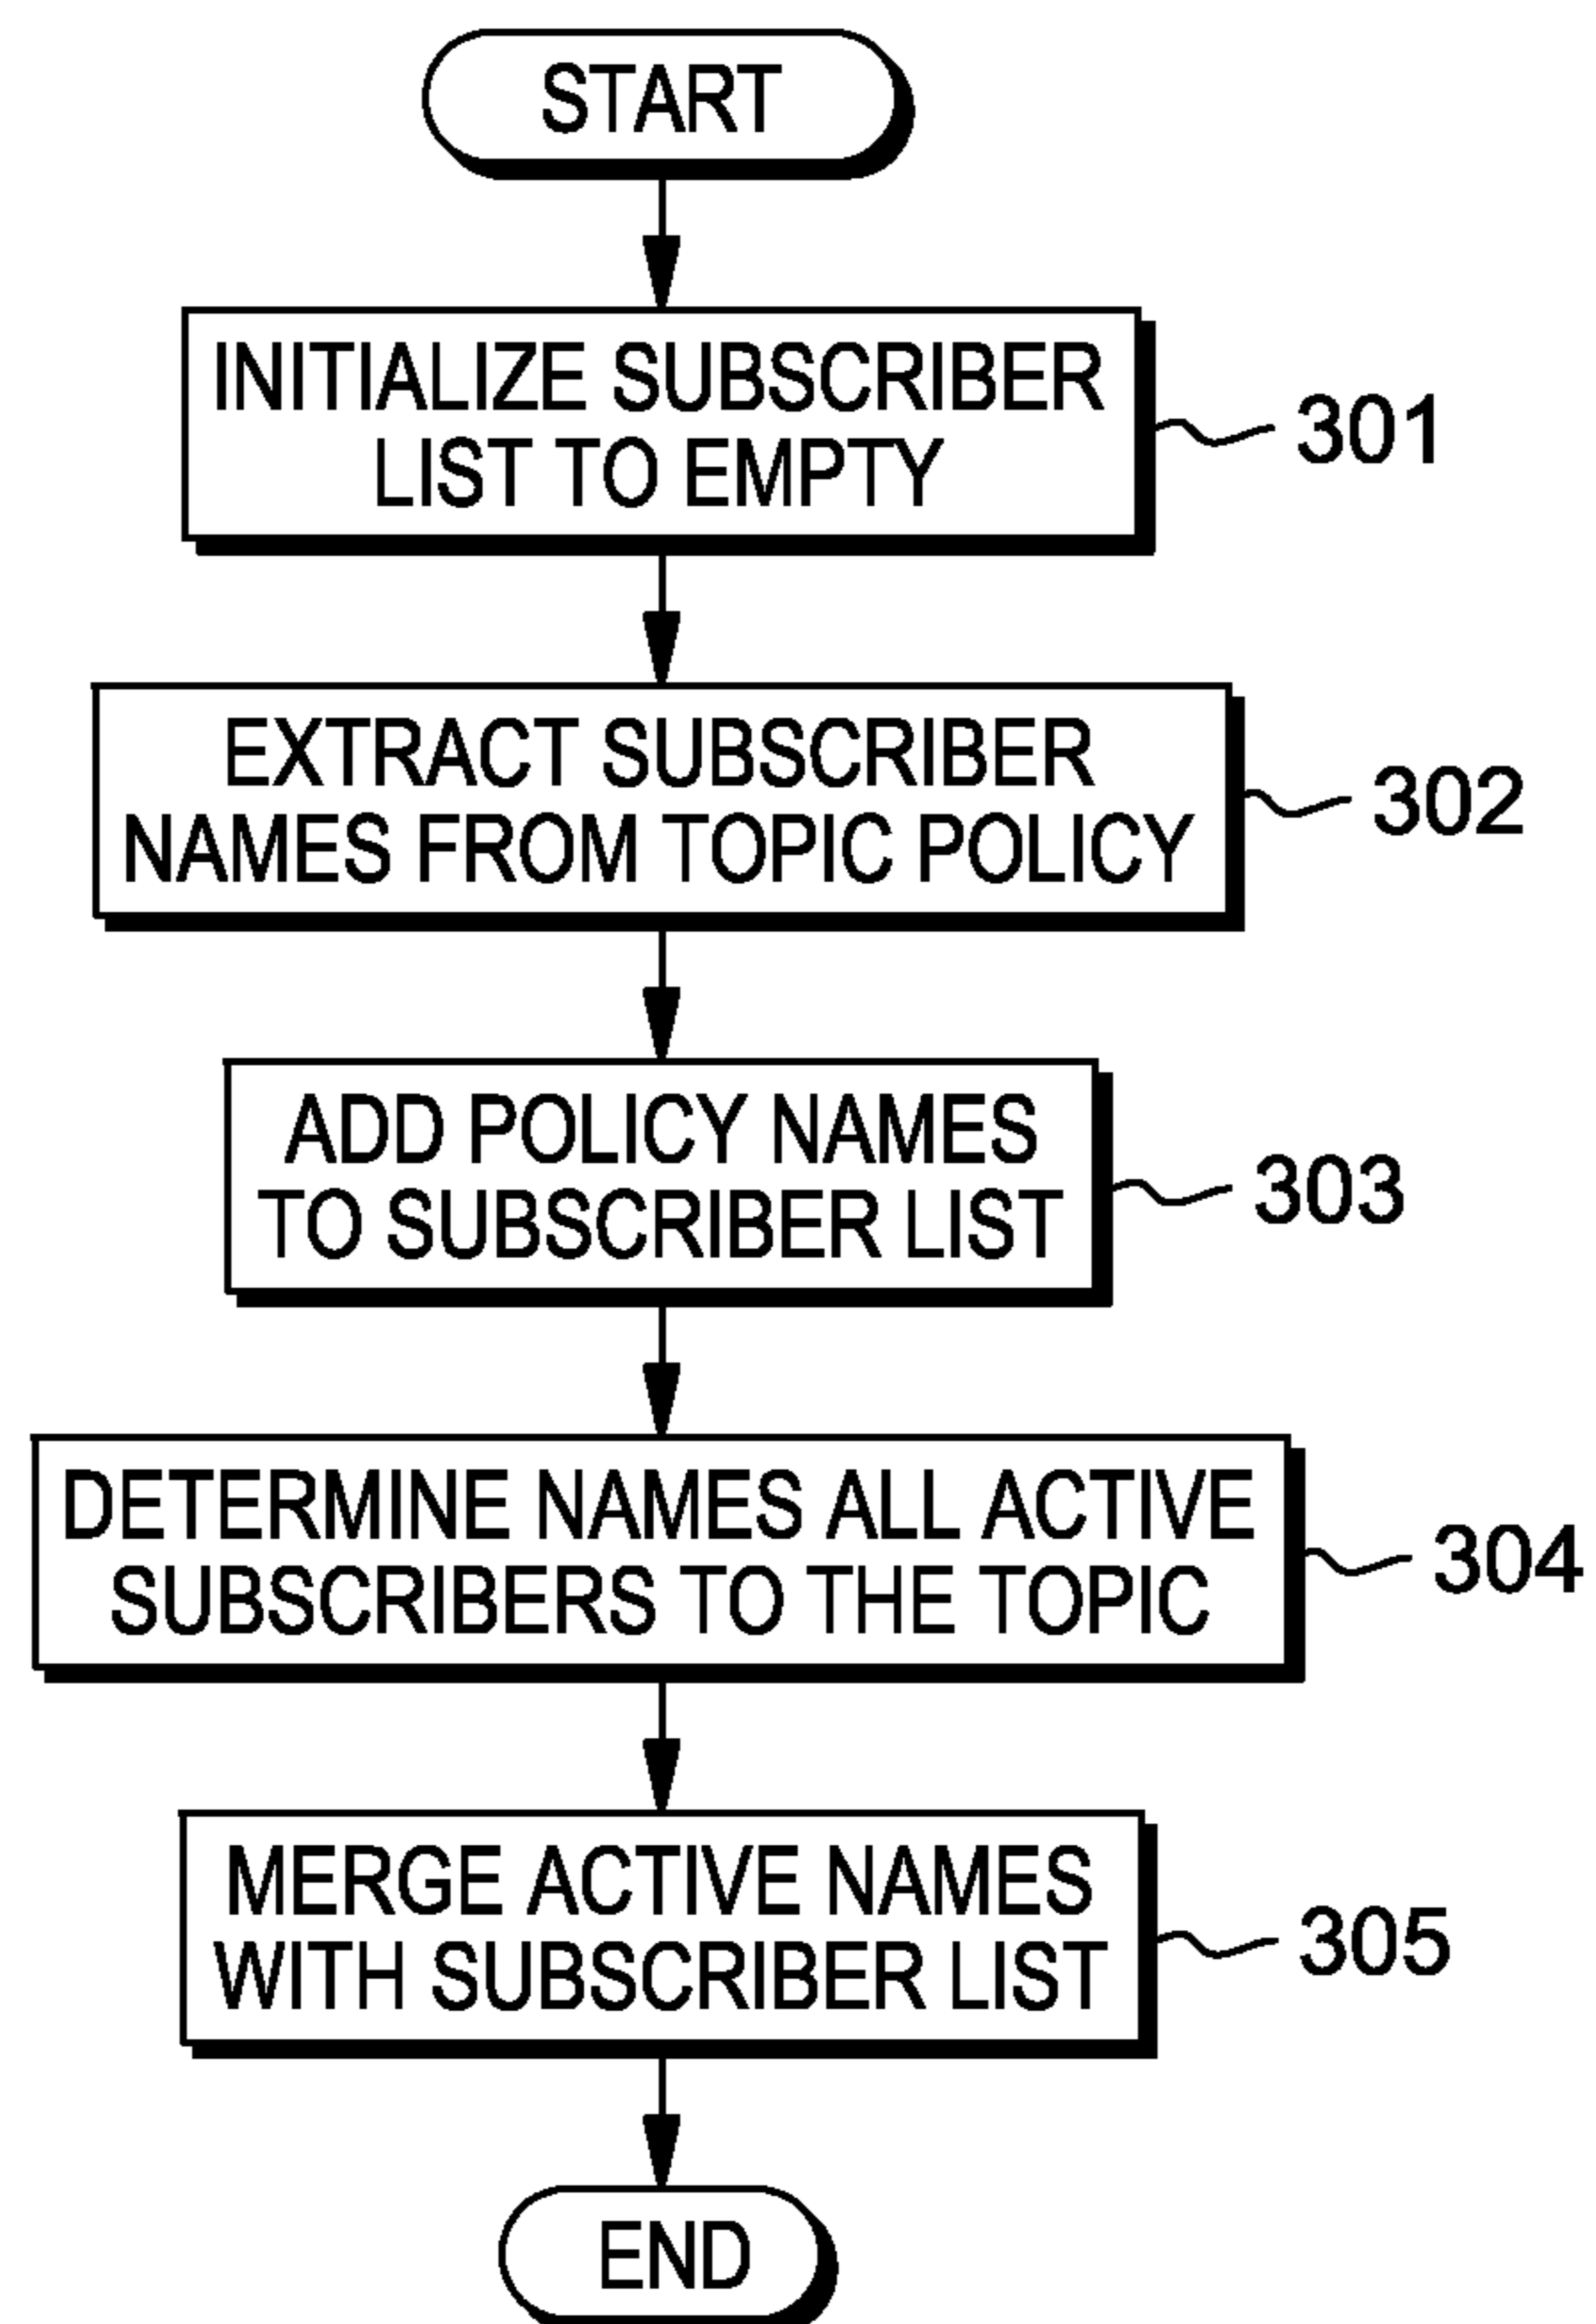 START
INITIALIZE SUBSCRIBER
LIST TO EMPTY
301
EXTRACT SUBSCRIBER
NAMES FROM TOPIC POLICY
302
ADD POLICY NAMES
TO SUBSCRIBER LIST
303
DETERMINE NAMES ALL ACTIVE
SUBSCRIBERS TO THE TOPIC
304
MERGE ACTIVE NAMES
WITH SUBSCRIBER LIST
305
END